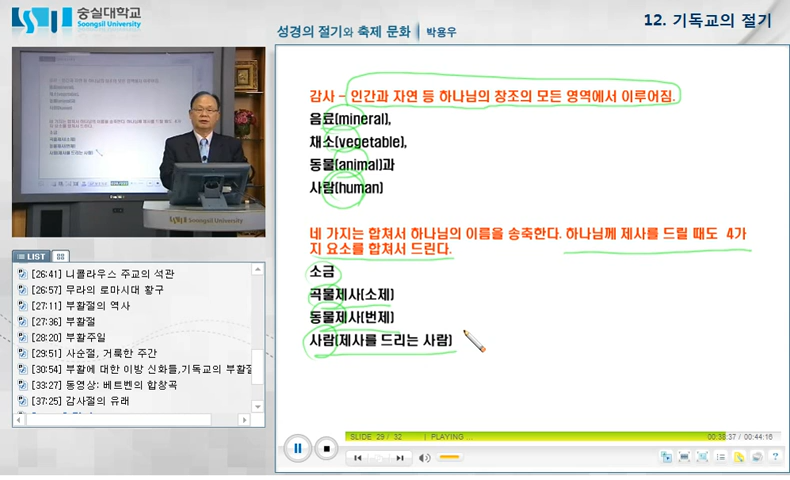 숭실대학교
Soongsil University
성경의 절기와 축제 문화 | 박용우
12. 기독교의 절기
감사 - 인간과 자연 등 하나님의 창조의 모든 영역에서 이루어짐.
음료(mineral),
채소(vegetable),
동물(animal)과
사람(human)
네 가지는 합쳐서 하나님의 이름을 송축한다. 하나님께 제사를 드릴 때도 4가
지 요소를 합쳐서 드린다.
소금
곡물제사(소제)
동물제사(번제)
사람(제사를 드리는 사람)
Soongsil University
LIST
[26:41] 니콜라우스 주교의 석관
[26:57] 무라의 로마시대 항구
[27:11] 부활절의 역사
[27:36] 부활절
[28:20] 부활주일
[29:51] 사순절, 거룩한 주간
[30:54] 부활에 대한 이방 신화들,기독교의 부활절
[33:27] 동영상: 베트벤의 합창곡
[37:25] 감사절의 유래
SLIDE 29 / 32 | PLAYING ...
00:38:37 / 00:44:16